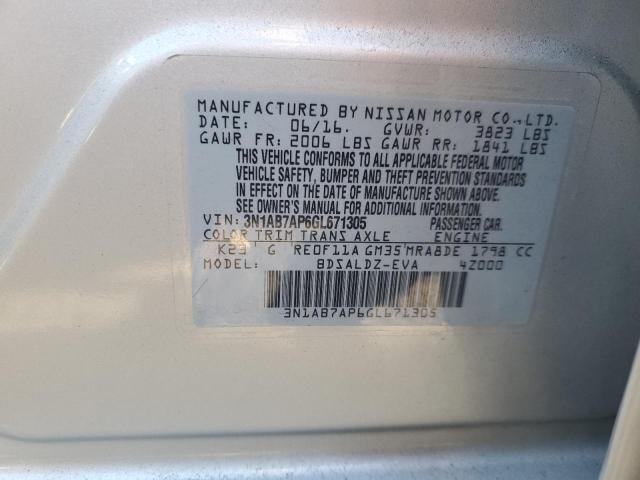 MANUFACTURED BY NISSAN MOTOR CO., LTD.
DATE: 06/16. GVWR: 3823 LBS
GAWR FR: 2006 LBS GAWR RR: 1841 LBS
THIS VEHICLE CONFORMS TO ALL APPLICABLE FEDERAL MOTOR
VEHICLE SAFETY, BUMPER AND THEFT PREVENTION STANDARDS
IN EFFECT ON THE DATE OF MANUFACTURE SHOWN ABOVE.
SEE OWNER'S MANUAL FOR ADDITIONAL INFORMATION.
VIN: 3N1AB7AP6GL671305 PASSENGER CAR.
COLOR TRIM TRANS AXLE ENGINE
K23 G RE0F11A GM35 MRA8DE 1798 CC
MODEL: BDSALDZ-EVA 4Z000
3N1AB7AP6GL671305